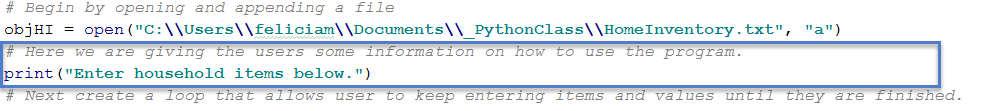 # Begin by opening and appending a file
objHI = open("C:\\Users\\feliciam\\Documents\\_PythonClass\\HomeInventory.txt", "a")
# Here we are giving the users some information on how to use the program.
print("Enter household items below.")
# Next create a loop that allows user to keep entering items and values until they are finished.